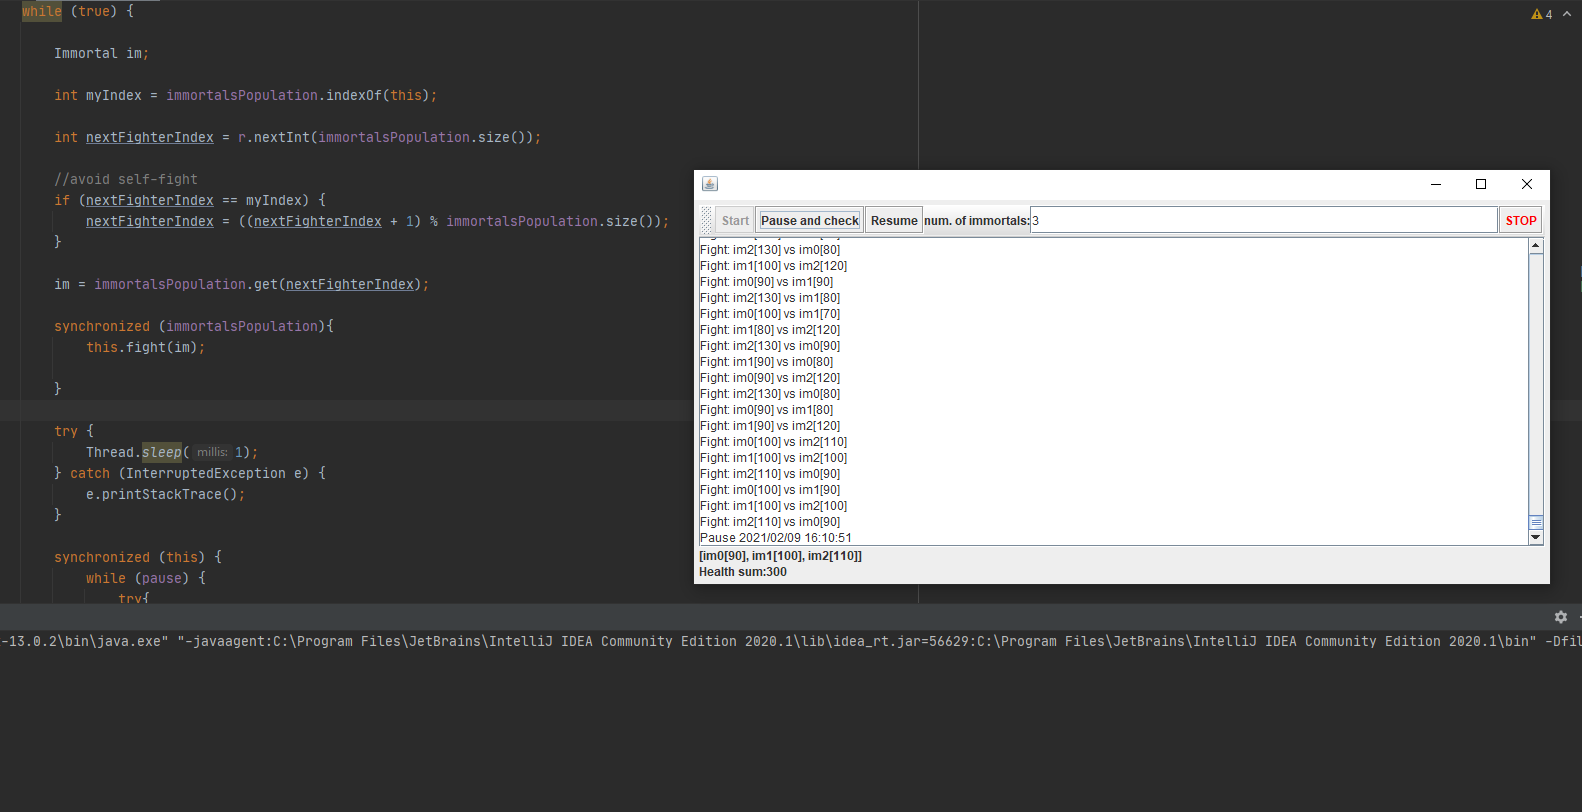 while (true) {
Immortal im;
int myIndex = immortalsPopulation.indexOf(this);
int nextFighterIndex = r.nextInt(immortalsPopulation.size());
//avoid self-fight
if (nextFighterIndex == myIndex) {
nextFighterIndex = ((nextFighterIndex + 1) % immortalsPopulation.size());
}
im = immortalsPopulation.get(nextFighterIndex);
synchronized (immortalsPopulation){
this.fight(im);
}
try {
Thread.sleep( millis: 1);
} catch (InterruptedException e) {
e.printStackTrace();
}
synchronized (this) {
while (pause) {
try{
4
Start Pause and check Resume num. of immortals: 3 STOP
Fight: im2[130] vs im0[80]
Fight: im1[100] vs im2[120]
Fight: im0[90] vs im1[90]
Fight: im2[130] vs im1[80]
Fight: im0[100] vs im1[70]
Fight: im1[80] vs im2[120]
Fight: im2[130] vs im0[90]
Fight: im1[90] vs im0[80]
Fight: im0[90] vs im2[120]
Fight: im2[130] vs im0[80]
Fight: im0[90] vs im1[80]
Fight: im1[90] vs im2[120]
Fight: im0[100] vs im2[110]
Fight: im1[100] vs im2[100]
Fight: im2[110] vs im0[90]
Fight: im0[100] vs im1[90]
Fight: im1[100] vs im2[100]
Fight: im2[110] vs im0[90]
Pause 2021/02/09 16:10:51
[im0[90], im1[100], im2[110]]
Health sum:300
-13.0.2\bin\java.exe" "-javaagent:C:\Program Files\JetBrains\IntelliJ IDEA Community Edition 2020.1\lib\idea_rt.jar=56629:C:\Program Files\JetBrains\IntelliJ IDEA Community Edition 2020.1\bin" -Dfil